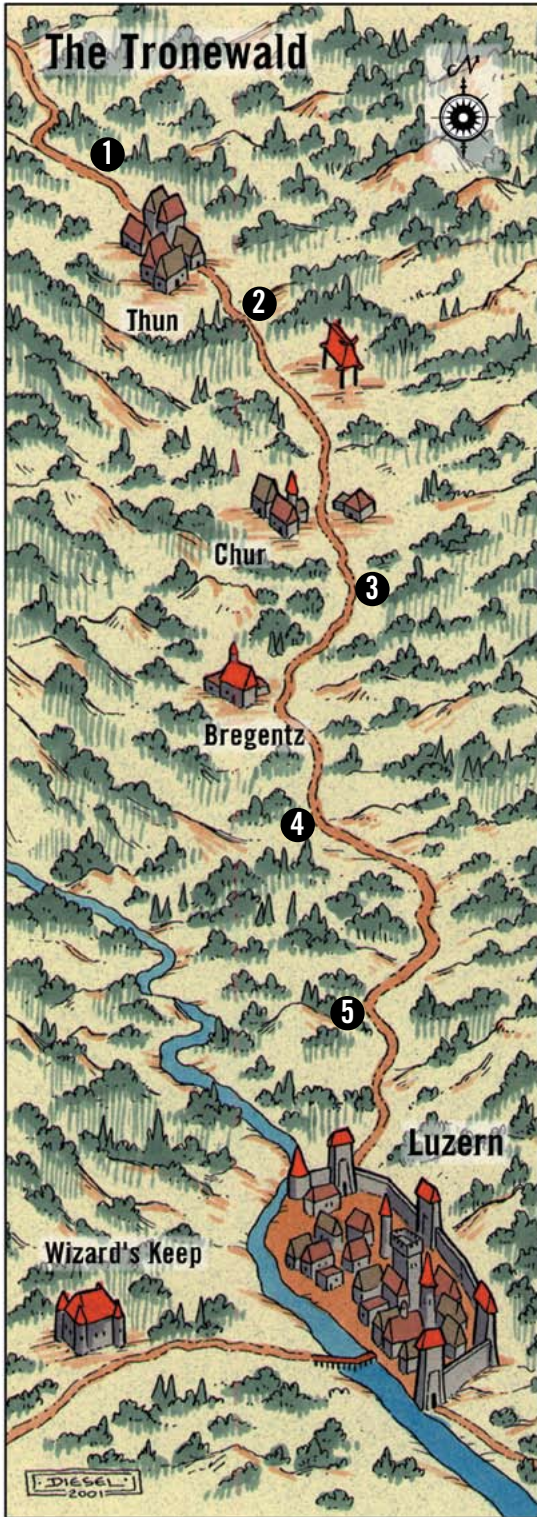 The Tronewald
N
1
Thun
2
Chur
3
Bregentz
4
5
Luzern
Wizard's Keep
DIESEL
2001